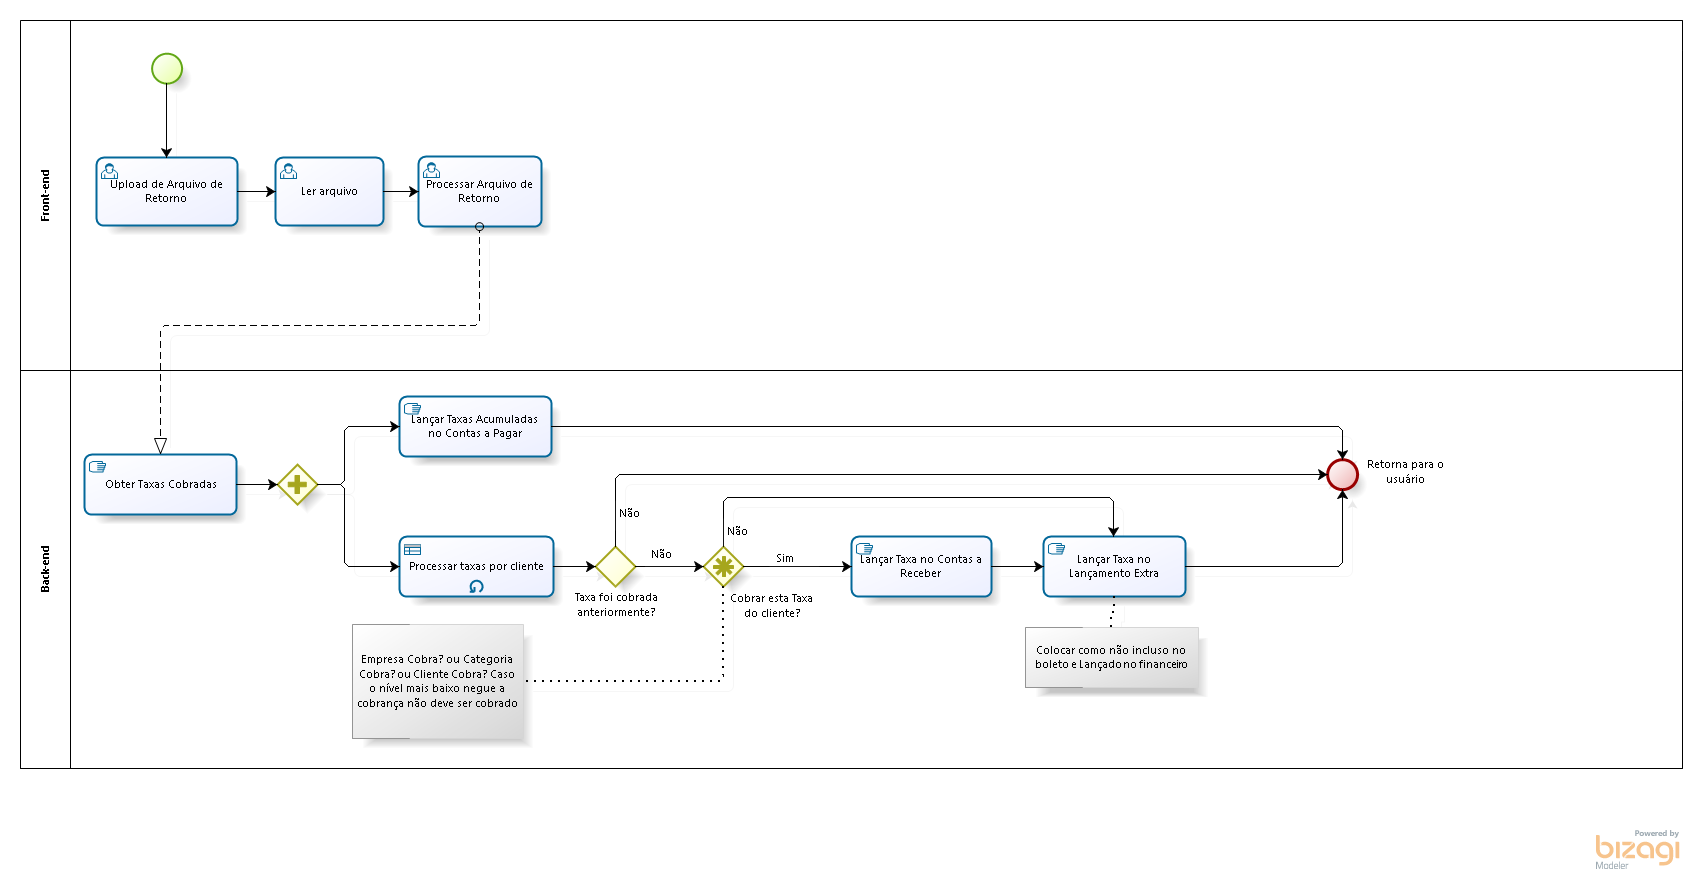 Front-end
Upload de Arquivo de
Retorno
Ler arquivo
Processar Arquivo de
Retorno
Back-end
Lançar Taxas Acumuladas
no Contas a Pagar
Obter Taxas Cobradas
Retorna para o
usuário
Não
Não
Não
Sim
Processar taxas por cliente
Lançar Taxa no Contas a
Receber
Lançar Taxa no
Lançamento Extra
Taxa foi cobrada
anteriormente?
Cobrar esta Taxa
do cliente?
Empresa Cobra? ou Categoria
Cobra? ou Cliente Cobra? Caso
o nível mais baixo negue a
cobrança não deve ser cobrado
Colocar como não incluso no
boleto e Lançado no financeiro
Powered by
bizagi
Modeler